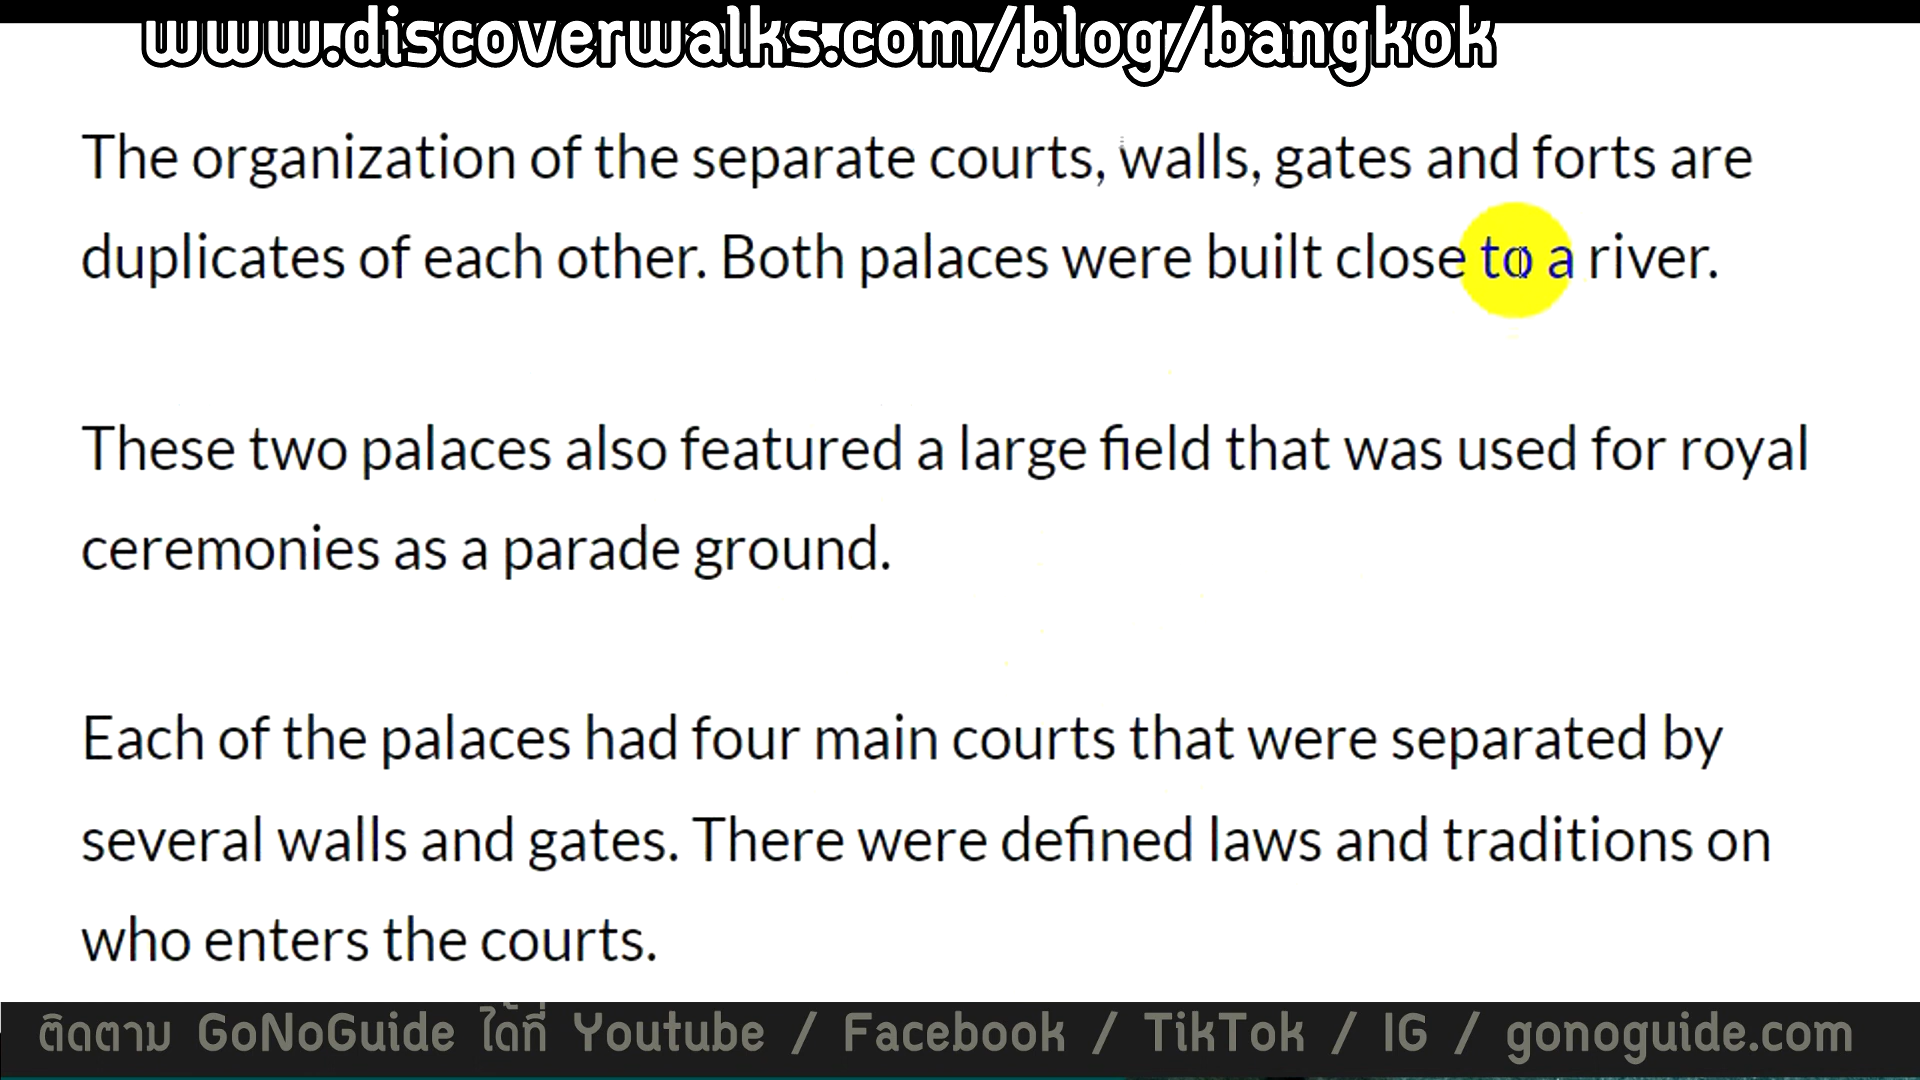 www.discoverwalks.com/blog/bangkok
The organization of the separate courts, walls, gates and forts are
duplicates of each other. Both palaces were built close to a river.
These two palaces also featured a large field that was used for royal
ceremonies as a parade ground.
Each of the palaces had four main courts that were separated by
several walls and gates. There were defined laws and traditions on
who enters the courts.
ติดตาม GoNoGuide ได้ที่ Youtube / Facebook / TikTok / IG / gonoguide.com